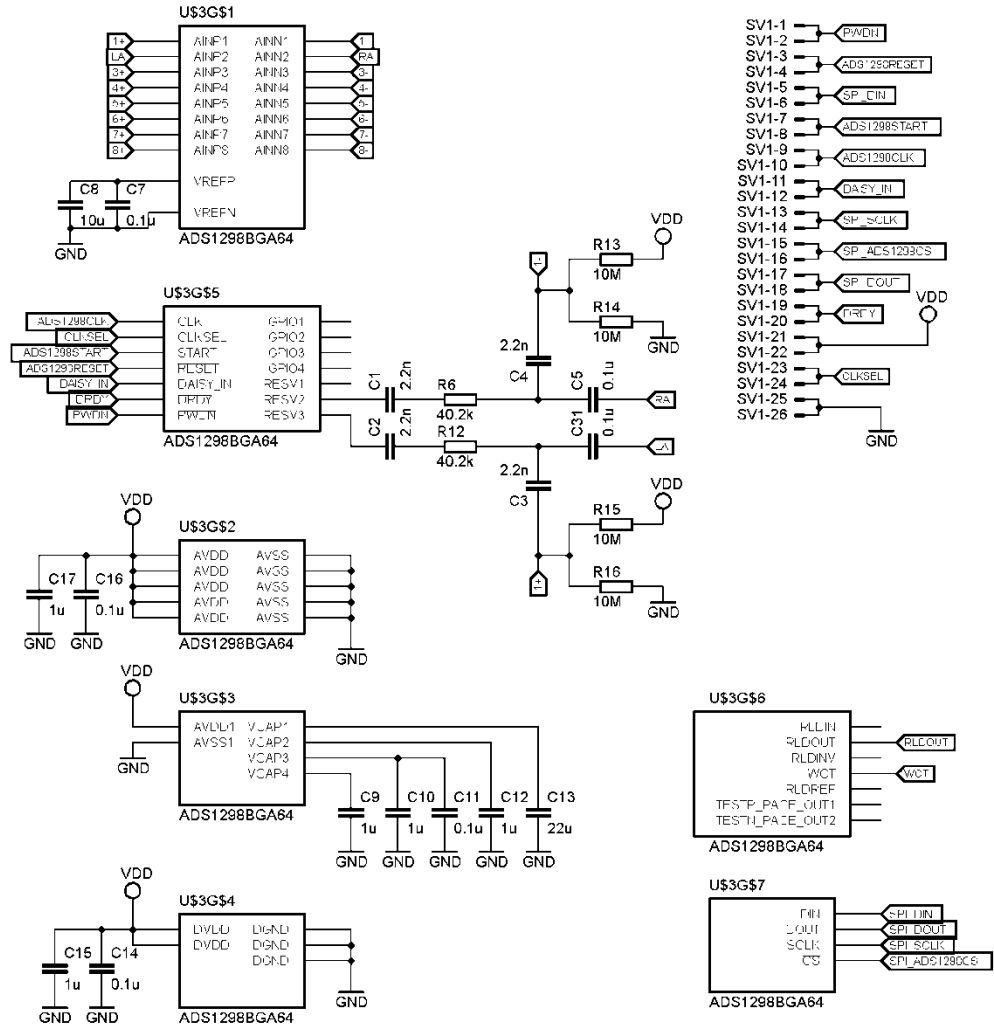 U$3G$1
1+ AINP1 AINN1 1-
LA AINP2 AINN2 RA
3+ AINP3 AINN3 3-
4+ AINP4 AINN4 4-
5+ AINP5 AINN5 5-
6+ AINP6 AINN6 6-
7+ AINP7 AINN7 7-
8+ AINP8 AINN8 8-
C8 C7 VREFP
10u 0.1u VREFN
GND
ADS1298BGA64
SV1-1
SV1-2
PWDN
SV1-3
SV1-4
SV1-5
SV1-6
SPI_DIN
SV1-7
SV1-8
ADS1298START
SV1-9
SV1-10
SV1-11
SV1-12
DAISY_IN
SV1-13
SV1-14
SPI_SCLK
SV1-15
SV1-16
SV1-17
SV1-18
SPI_DOUT
SV1-19
SV1-20
DRDY
SV1-21
SV1-22
VDD
SV1-23
SV1-24
CLKSEL
SV1-25
SV1-26
GND
U$3G$5
ADS1298CLK CLK GPIO1
CLKSEL CLKSEL GPIO2
ADS1298START START GPIO3
RESET GPIO4
DAISY_IN DAISY_IN RESV1
DRDY DRDY RESV2
PWDN PWDN RESV3
ADS1298BGA64
VDD
R13
10M
1-
R14
10M
GND
2.2n
C4
C1
2.2n
R6
40.2k
C5
0.1u
RA
C2
2.2n
R12
40.2k
C31
0.1u
LA
2.2n
C3
VDD
R15
10M
1+
R16
10M
GND
VDD
U$3G$2
AVDD AVSS
AVDD AVSS
AVDD AVSS
AVDD AVSS
AVDD AVSS
C17 C16
1u 0.1u
GND GND
ADS1298BGA64
GND
VDD
U$3G$3
AVDD1 VCAP1
AVSS1 VCAP2
VCAP3
VCAP4
GND
ADS1298BGA64
C9 C10 C11 C12 C13
1u 1u 0.1u 1u 22u
GND GND GND GND GND
U$3G$6
RLDIN
RLDOUT RLDOUT
RLDINV
WCT WCT
RLDREF
TESTP_PACE_OUT1
TESTN_PACE_OUT2
ADS1298BGA64
VDD
U$3G$4
DVDD DGND
DVDD DGND
DGND
C15 C14
1u 0.1u
GND GND
ADS1298BGA64
GND
U$3G$7
DIN SPI_DIN
DOUT SPI_DOUT
SCLK SPI_SCLK
CS
ADS1298BGA64